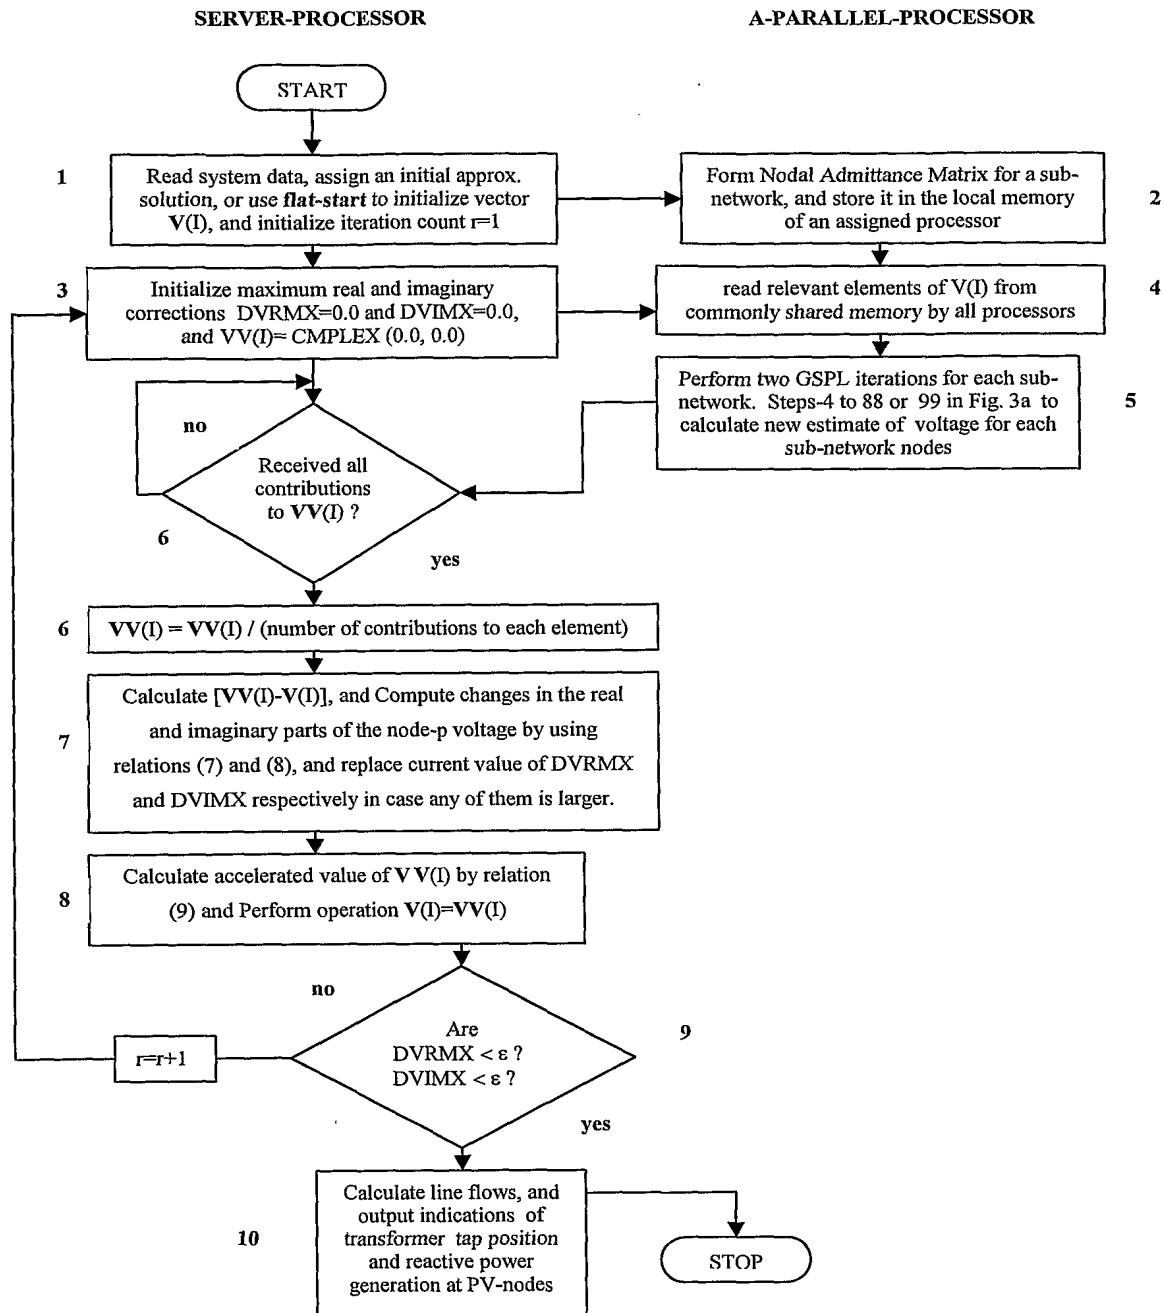 SERVER-PROCESSOR
A-PARALLEL-PROCESSOR
START
1
Read system data, assign an initial approx.
solution, or use flat-start to initialize vector
V(I), and initialize iteration count r=1
Form Nodal Admittance Matrix for a sub-
network, and store it in the local memory
of an assigned processor
2
3
Initialize maximum real and imaginary
corrections DVRMX=0.0 and DVIMX=0.0,
and VV(I)= CMPLEX (0.0, 0.0)
read relevant elements of V(I) from
commonly shared memory by all processors
4
Perform two GSPL iterations for each sub-
network. Steps-4 to 88 or 99 in Fig. 3a to
calculate new estimate of voltage for each
sub-network nodes
5
no
Received all
contributions
to VV(I) ?
6
yes
6
VV(I) = VV(I) / (number of contributions to each element)
7
Calculate [VV(I)-V(I)], and Compute changes in the real
and imaginary parts of the node-p voltage by using
relations (7) and (8), and replace current value of DVRMX
and DVIMX respectively in case any of them is larger.
8
Calculate accelerated value of V V(I) by relation
(9) and Perform operation V(I)=VV(I)
no
Are
DVRMX < ε ?
DVIMX < ε ?
9
r=r+1
yes
10
Calculate line flows, and
output indications of
transformer tap position
and reactive power
generation at PV-nodes
STOP